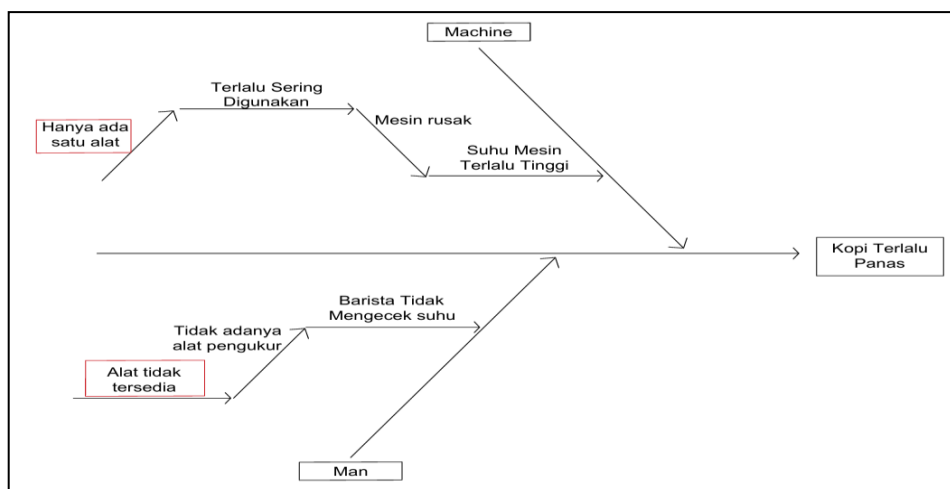 Machine
Terlalu Sering
Digunakan
Hanya ada
satu alat
Mesin rusak
Suhu Mesin
Terlalu Tinggi
Kopi Terlalu
Panas
Barista Tidak
Mengecek suhu
Tidak adanya
alat pengukur
Alat tidak
tersedia
Man